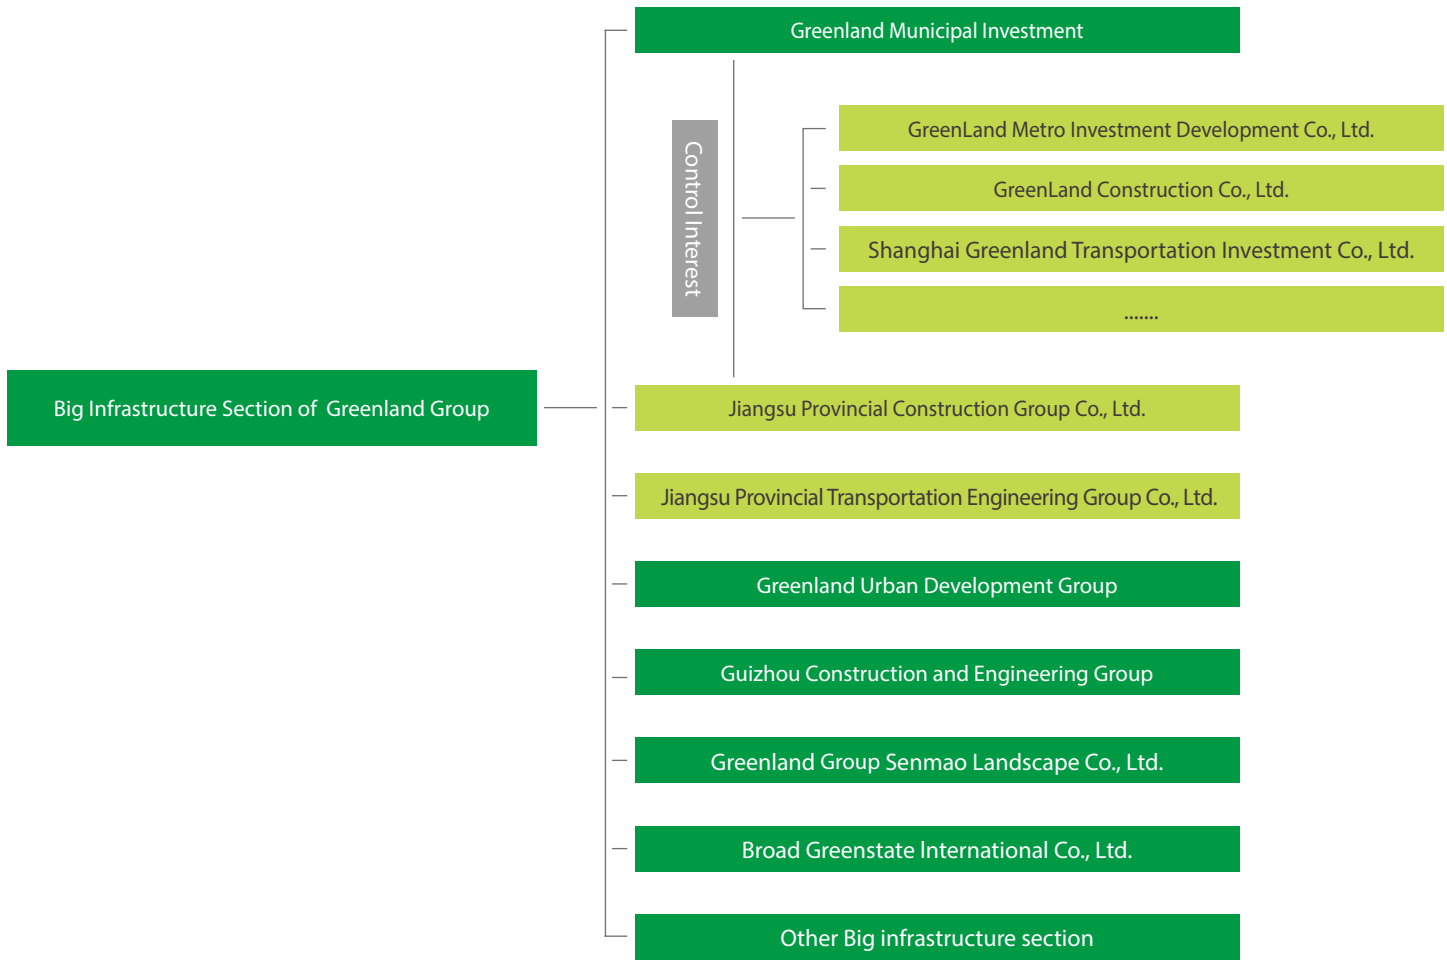 Greenland Municipal Investment
Control Interest
GreenLand Metro Investment Development Co., Ltd.
GreenLand Construction Co., Ltd.
Shanghai Greenland Transportation Investment Co., Ltd.
.......
Big Infrastructure Section of Greenland Group
Jiangsu Provincial Construction Group Co., Ltd.
Jiangsu Provincial Transportation Engineering Group Co., Ltd.
Greenland Urban Development Group
Guizhou Construction and Engineering Group
Greenland Group Senmao Landscape Co., Ltd.
Broad Greenstate International Co., Ltd.
Other Big infrastructure section